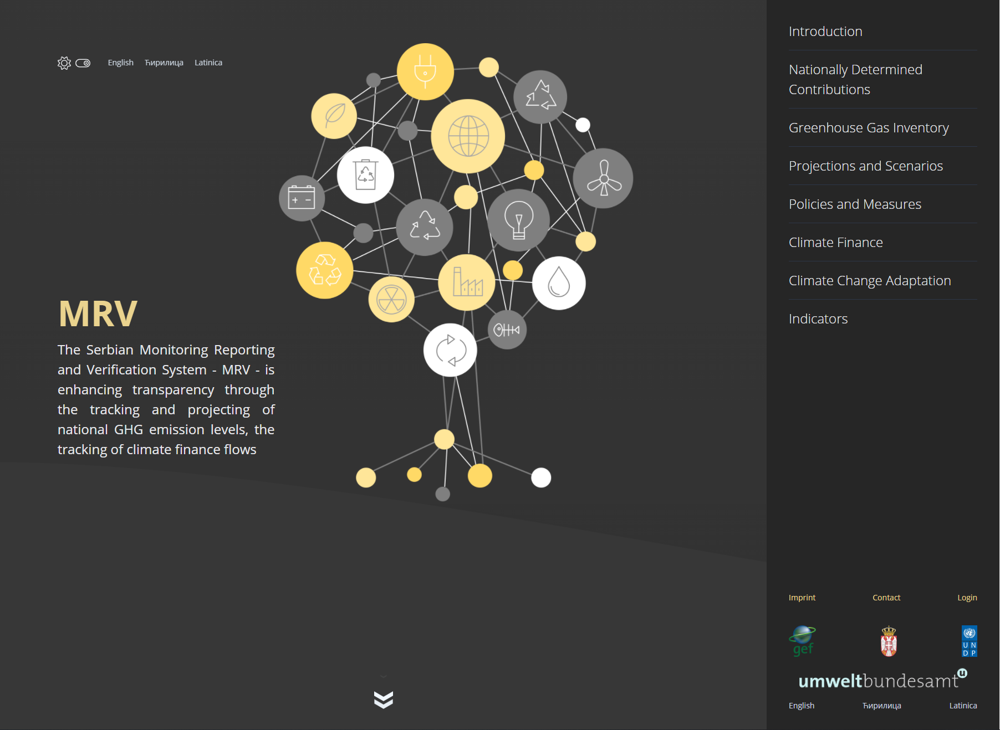 English Ћирилица Latinica
MRV
The Serbian Monitoring Reporting
and Verification System - MRV - is
enhancing transparency through
the tracking and projecting of
national GHG emission levels, the
tracking of climate finance flows
Introduction
Nationally Determined
Contributions
Greenhouse Gas Inventory
Projections and Scenarios
Policies and Measures
Climate Finance
Climate Change Adaptation
Indicators
Imprint Contact Login
gef
U N
D P
umweltbundesamt u
English Ћирилица Latinica